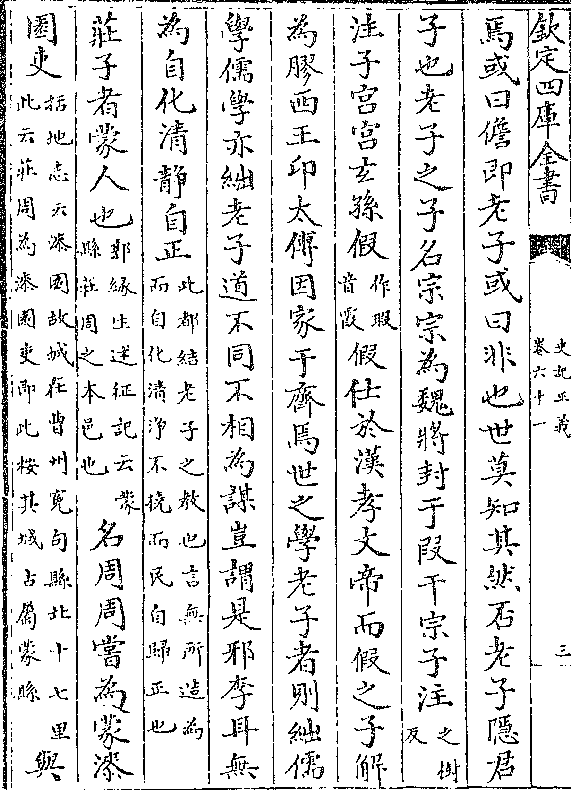 欽定四庫全書
史記正義
卷六十一
三
焉或曰儋即老子或曰非也世莫知其然否老子隱君
子也老子之子名宗宗為魏將封于段干宗子注之樹反
注子宮宮玄孫假作瑕音霞假仕於漢孝文帝而假之子解
為膠西王卬太傅因家于齊焉世之學老子者則絀儒
學儒學亦絀老子道不同不相為謀豈謂是邪李耳無
為自化清静自正此都結老子之教也言無所造為而自化清淨不撓而民自歸正也
莊子者蒙人也郭緣生述征記云蒙縣莊周之本邑也名周周嘗為蒙漆
園吏括地志云漆園故城在曹州寃句縣北十七里此云莊周為漆園吏即此按其城古屬蒙縣與